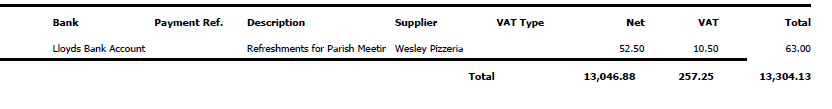 Bank Payment Ref. Description Supplier VAT Type Net VAT Total
Lloyds Bank Account Refreshments for Parish Meetin Wesley Pizzeria 52.50 10.50 63.00
Total 13,046.88 257.25 13,304.13